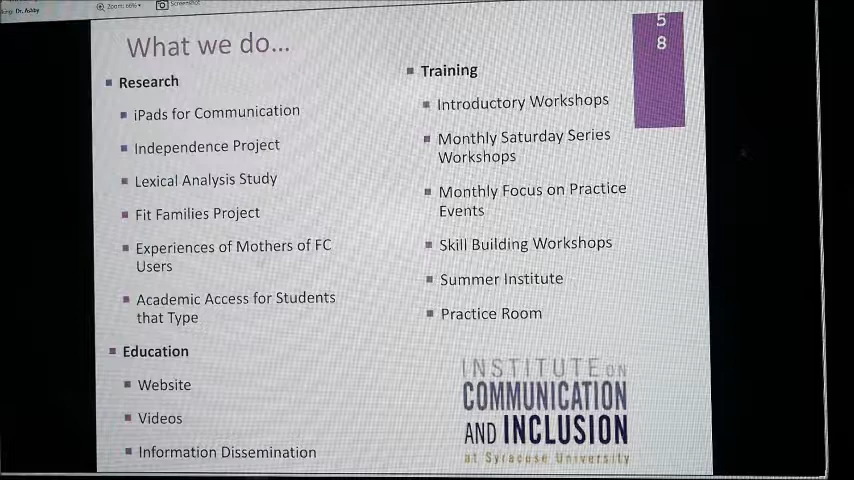 Zoom: 66%
Screenshot
5
8
What we do...
Research
iPads for Communication
Independence Project
Lexical Analysis Study
Fit Families Project
Experiences of Mothers of FC
Users
Academic Access for Students
that Type
Education
Website
Videos
Information Dissemination
Training
Introductory Workshops
Monthly Saturday Series
Workshops
Monthly Focus on Practice
Events
Skill Building Workshops
Summer Institute
Practice Room
INSTITUTE ON
COMMUNICATION
AND INCLUSION
at Syracuse University